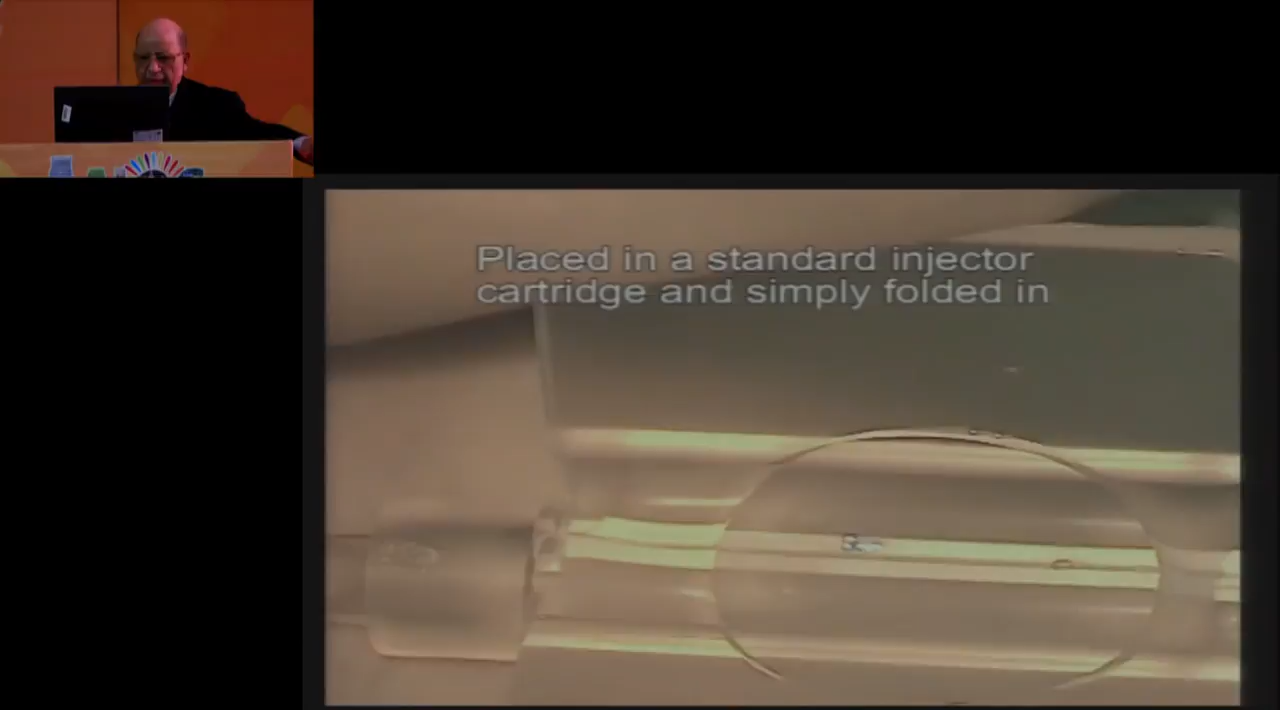 Placed in a standard injector
cartridge and simply folded in